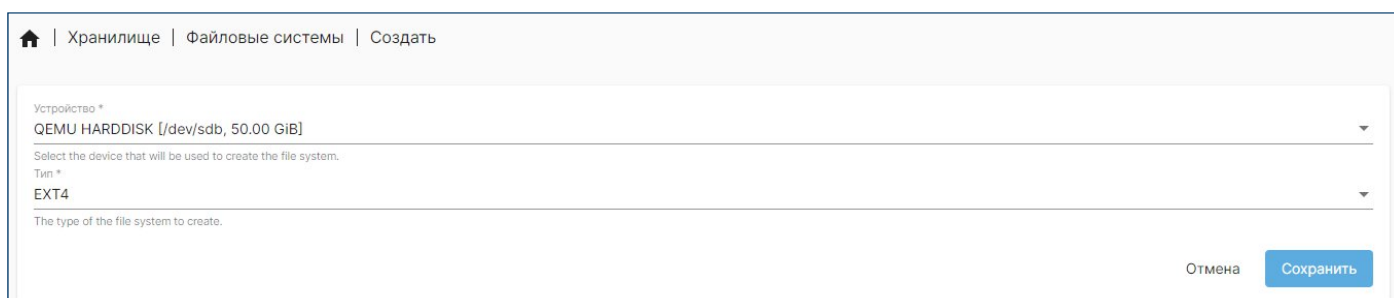 | Хранилище | Файловые системы | Создать
Устройство *
QEMU HARDDISK [/dev/sdb, 50.00 GiB]
Select the device that will be used to create the file system.
Тип *
EXT4
The type of the file system to create.
Отмена Сохранить